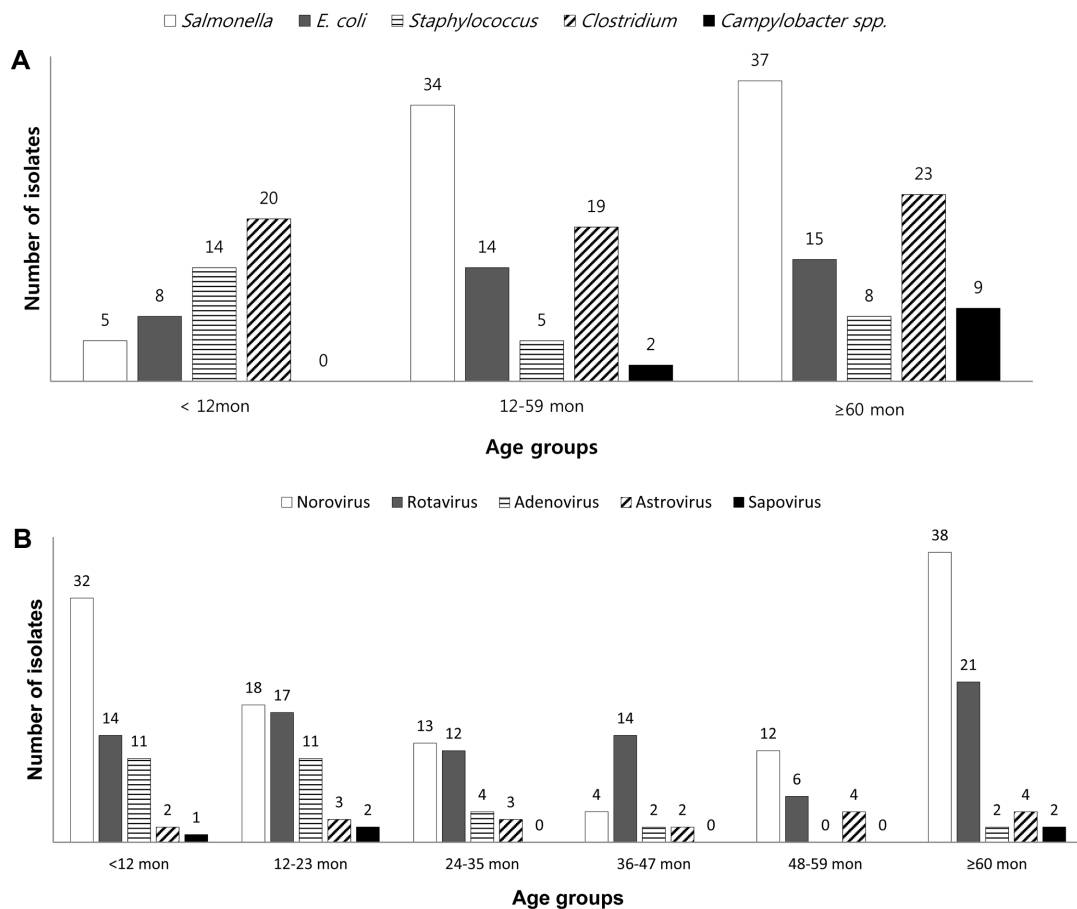 Salmonella E. coli Staphylococcus Clostridium Campylobacter spp.
A
Number of isolates
5 8 14 20 0
34 14 5 19 2
37 15 8 23 9
< 12mon 12-59 mon ≥60 mon
Age groups
Norovirus Rotavirus Adenovirus Astrovirus Sapovirus
B
Number of isolates
32 14 11 2 1
18 17 11 3 2
13 12 4 3 0
4 14 2 2 0
12 6 0 4 0
38 21 2 4 2
<12 mon 12-23 mon 24-35 mon 36-47 mon 48-59 mon ≥60 mon
Age groups